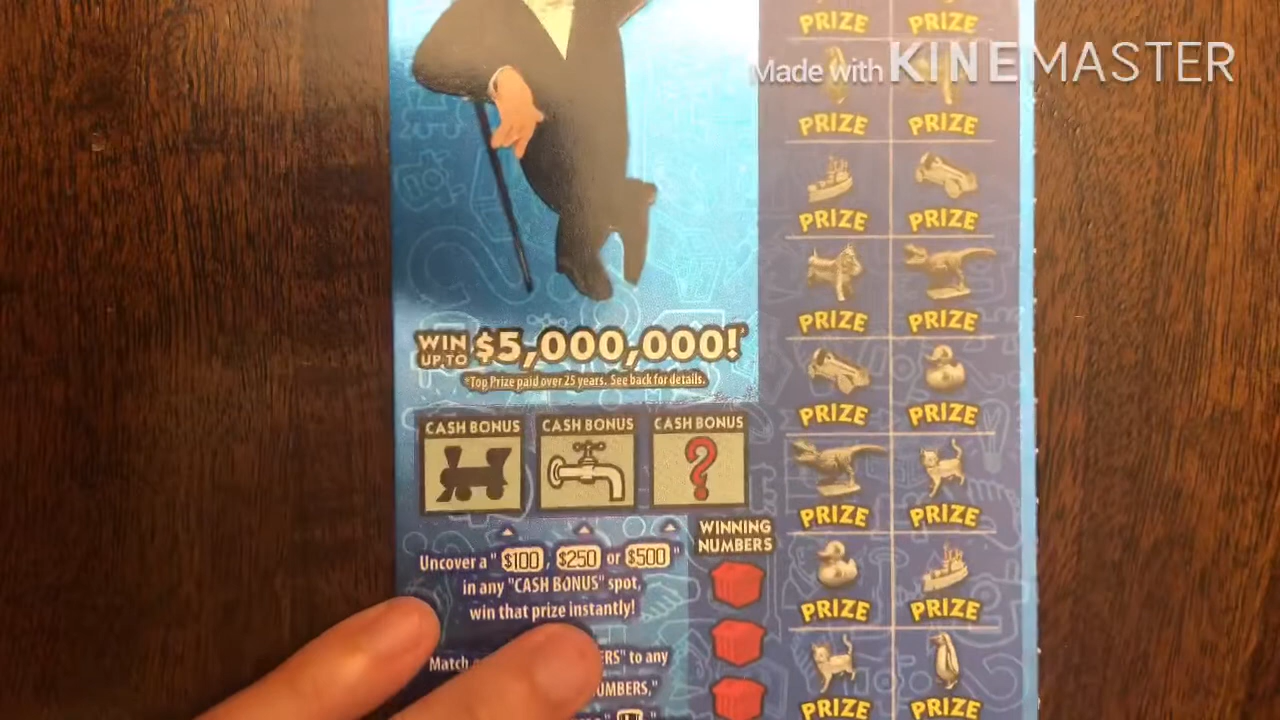 PRIZE PRIZE
Made with KINEMASTER
PRIZE PRIZE
PRIZE PRIZE
PRIZE PRIZE
PRIZE PRIZE
PRIZE PRIZE
PRIZE PRIZE
PRIZE PRIZE
WIN UP TO $5,000,000!*
*Top Prize paid over 25 years. See back for details.
CASH BONUS CASH BONUS CASH BONUS
?
Uncover a "$100, $250 or $500"
in any "CASH BONUS" spot,
win that prize instantly!
WINNING
NUMBERS
Match
ERS" to any
UMBERS,"